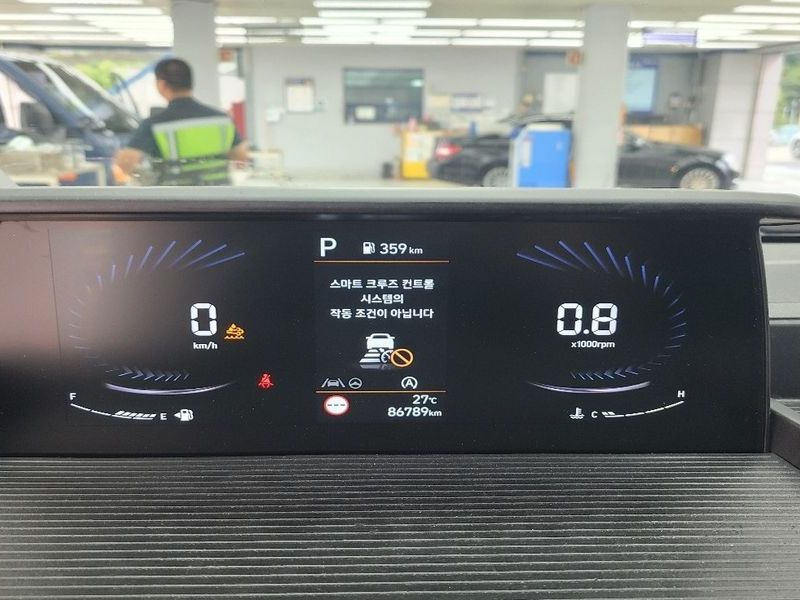 P 359 km
스마트 크루즈 컨트롤
시스템의
작동 조건이 아닙니다
0
km/h
0.8
x1000rpm
A
F E
C H
---
27℃
86789km